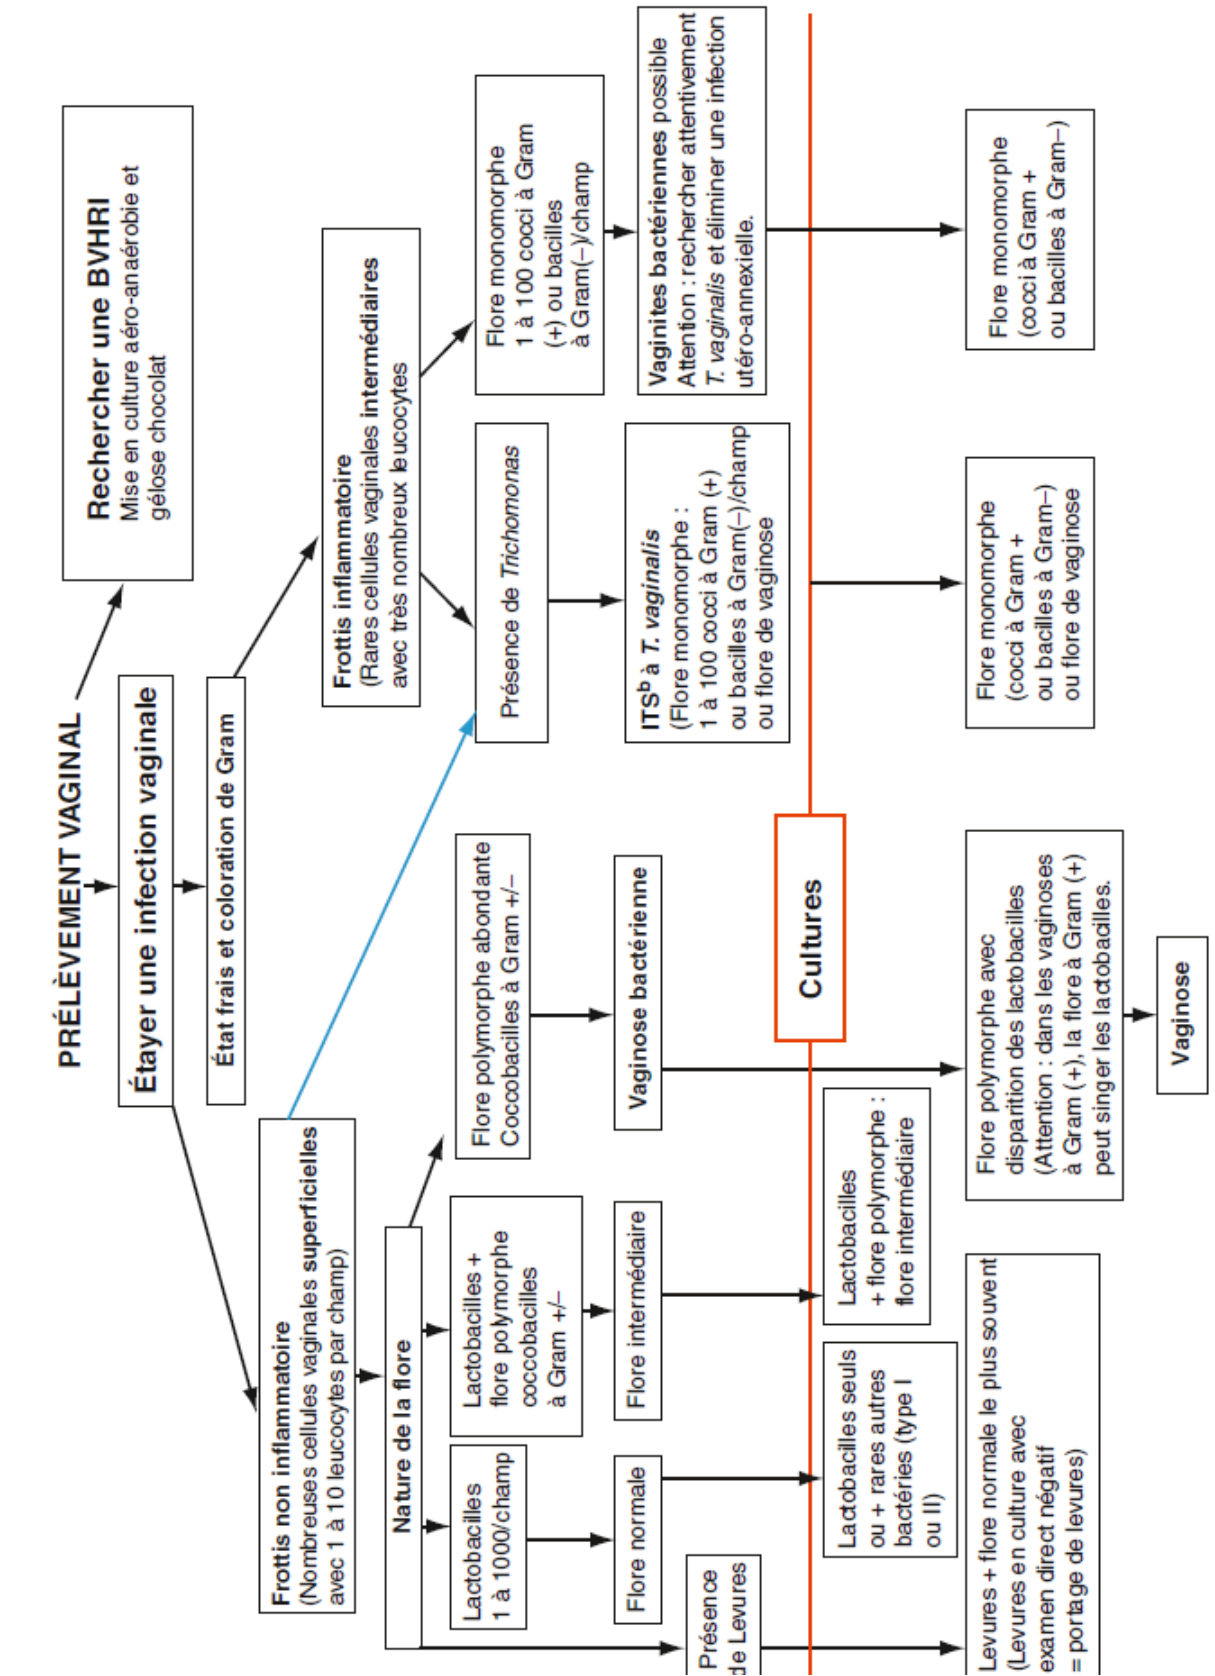 PRÉLÈVEMENT VAGINAL
Rechercher une BVHRI
Mise en culture aéro-anaérobie et
gélose chocolat
Étayer une infection vaginale
État frais et coloration de Gram
Frottis non inflammatoire
(Nombreuses cellules vaginales superficielles
avec 1 à 10 leucocytes par champ)
Frottis inflammatoire
(Rares cellules vaginales intermédiaires
avec très nombreux leucocytes
Nature de la flore
Présence
de Levures
Lactobacilles
1 à 1000/champ
Lactobacilles +
flore polymorphe
coccobacilles
à Gram +/–
Flore polymorphe abondante
Coccobacilles à Gram +/–
Présence de Trichomonas
Flore monomorphe
1 à 100 cocci à Gram
(+) ou bacilles
à Gram(–)/champ
Flore normale
Flore intermédiaire
Vaginose bactérienne
ITSb à T. vaginalis
(Flore monomorphe :
1 à 100 cocci à Gram (+)
ou bacilles à Gram(–)/champ
ou flore de vaginose
Vaginites bactériennes possible
Attention : rechercher attentivement
T. vaginalis et éliminer une infection
utéro-annexielle.
Cultures
Lactobacilles seuls
ou + rares autres
bactéries (type I
ou II)
Lactobacilles
+ flore polymorphe :
flore intermédiaire
Levures + flore normale le plus souvent
(Levures en culture avec
examen direct négatif
= portage de levures)
Flore polymorphe avec
disparition des lactobacilles
(Attention : dans les vaginoses
à Gram (+), la flore à Gram (+)
peut singer les lactobacilles.
Vaginose
Flore monomorphe
(cocci à Gram +
ou bacilles à Gram–)
ou flore de vaginose
Flore monomorphe
(cocci à Gram +
ou bacilles à Gram–)